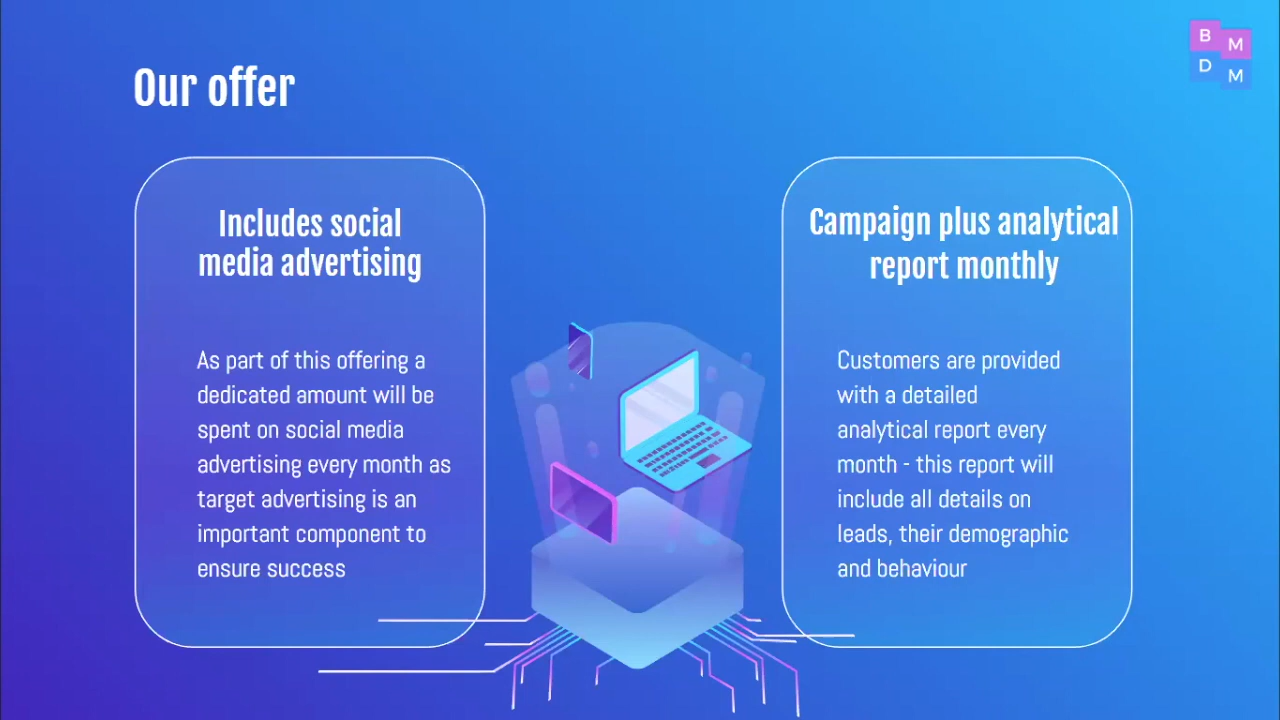 Our offer
B M
D M
Includes social
media advertising
As part of this offering a
dedicated amount will be
spent on social media
advertising every month as
target advertising is an
important component to
ensure success
Campaign plus analytical
report monthly
Customers are provided
with a detailed
analytical report every
month - this report will
include all details on
leads, their demographic
and behaviour